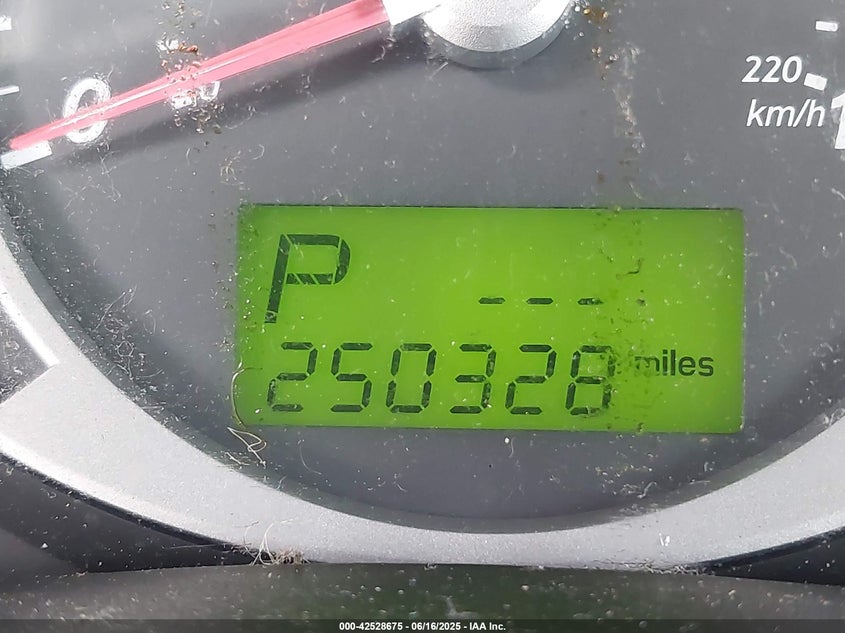 0
220
km/h
P
---
250328 miles
000-42528675 - 06/16/2025 - IAA Inc.